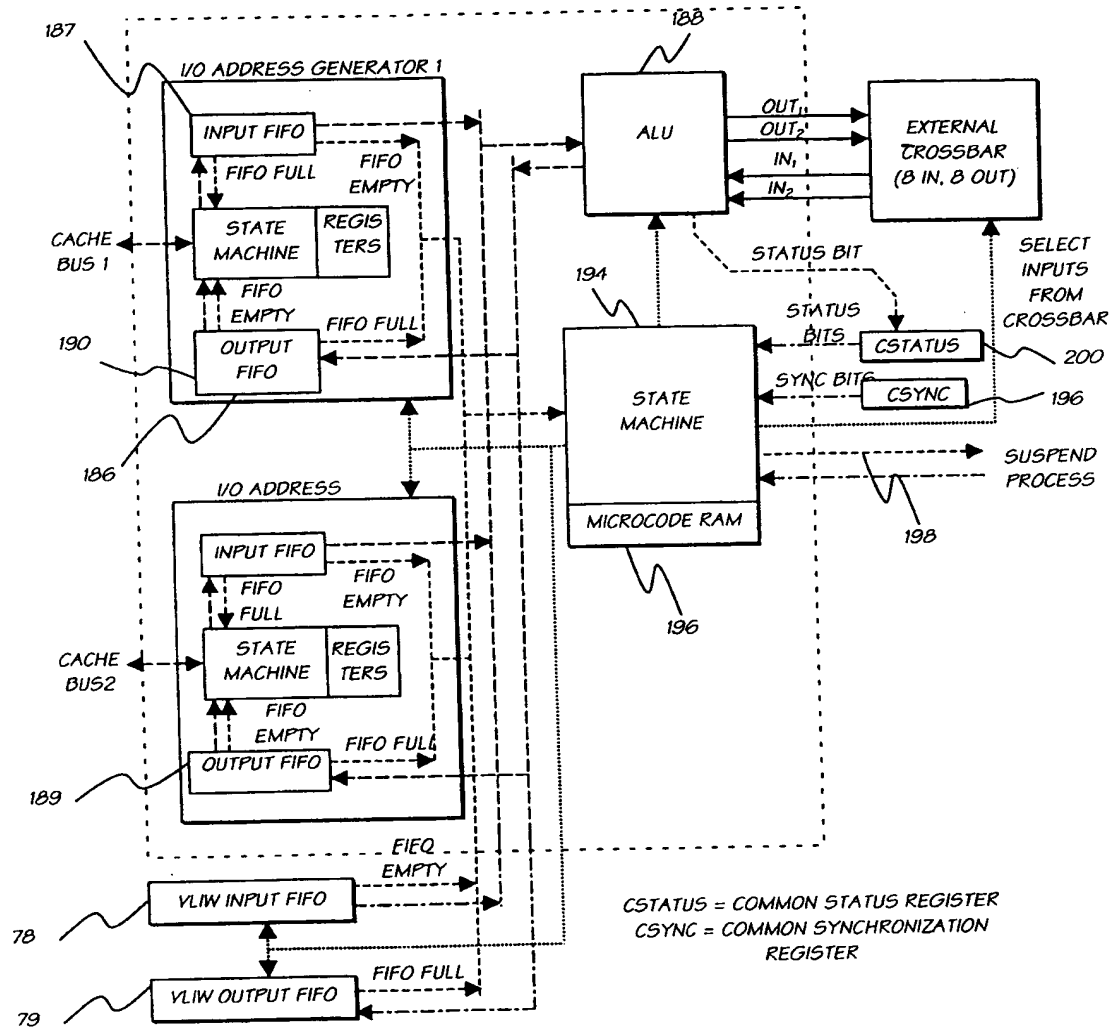 187
I/O ADDRESS GENERATOR 1
INPUT FIFO
FIFO FULL
FIFO
EMPTY
STATE
MACHINE
REGIS
TERS
CACHE
BUS 1
FIFO
EMPTY
FIFO FULL
OUTPUT
FIFO
190
186
188
ALU
OUT1
OUT2
IN1
IN2
EXTERNAL
CROSSBAR
(8 IN, 8 OUT)
STATUS BIT
SELECT
INPUTS
FROM
CROSSBAR
194
STATUS
BITS
CSTATUS
200
SYNC BITS
CSYNC
196
STATE
MACHINE
SUSPEND
PROCESS
198
MICROCODE RAM
196
I/O ADDRESS
INPUT FIFO
FIFO
FULL
FIFO
EMPTY
STATE
MACHINE
REGIS
TERS
CACHE
BUS2
FIFO
EMPTY
FIFO FULL
OUTPUT FIFO
189
FIFO
EMPTY
VLIW INPUT FIFO
78
FIFO FULL
VLIW OUTPUT FIFO
79
CSTATUS = COMMON STATUS REGISTER
CSYNC = COMMON SYNCHRONIZATION
REGISTER